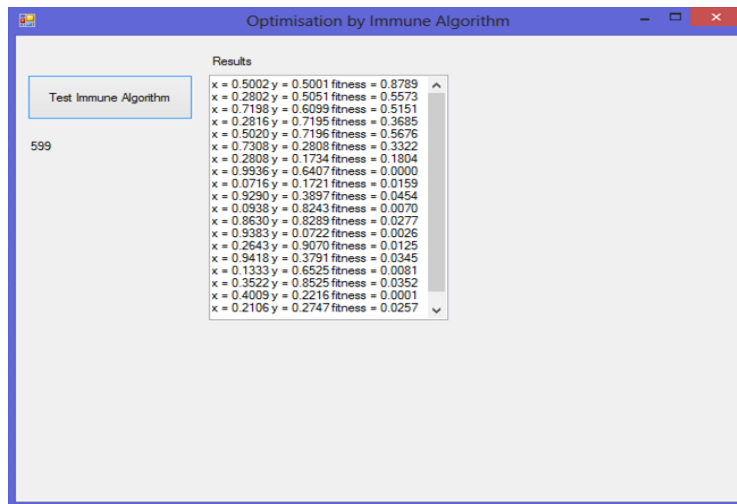 Optimisation by Immune Algorithm
Results
Test Immune Algorithm
599
x = 0.5002 y = 0.5001 fitness = 0.8789
x = 0.2802 y = 0.5051 fitness = 0.5573
x = 0.7198 y = 0.6099 fitness = 0.5151
x = 0.2816 y = 0.7195 fitness = 0.3685
x = 0.5020 y = 0.7196 fitness = 0.5676
x = 0.7308 y = 0.2808 fitness = 0.3322
x = 0.2808 y = 0.1734 fitness = 0.1804
x = 0.9936 y = 0.6407 fitness = 0.0000
x = 0.0716 y = 0.1721 fitness = 0.0159
x = 0.9290 y = 0.3897 fitness = 0.0454
x = 0.0938 y = 0.8243 fitness = 0.0070
x = 0.8630 y = 0.8289 fitness = 0.0277
x = 0.9383 y = 0.0722 fitness = 0.0026
x = 0.2643 y = 0.9070 fitness = 0.0125
x = 0.9418 y = 0.3791 fitness = 0.0345
x = 0.1333 y = 0.6525 fitness = 0.0081
x = 0.3522 y = 0.8525 fitness = 0.0352
x = 0.4009 y = 0.2216 fitness = 0.0001
x = 0.2106 y = 0.2747 fitness = 0.0257